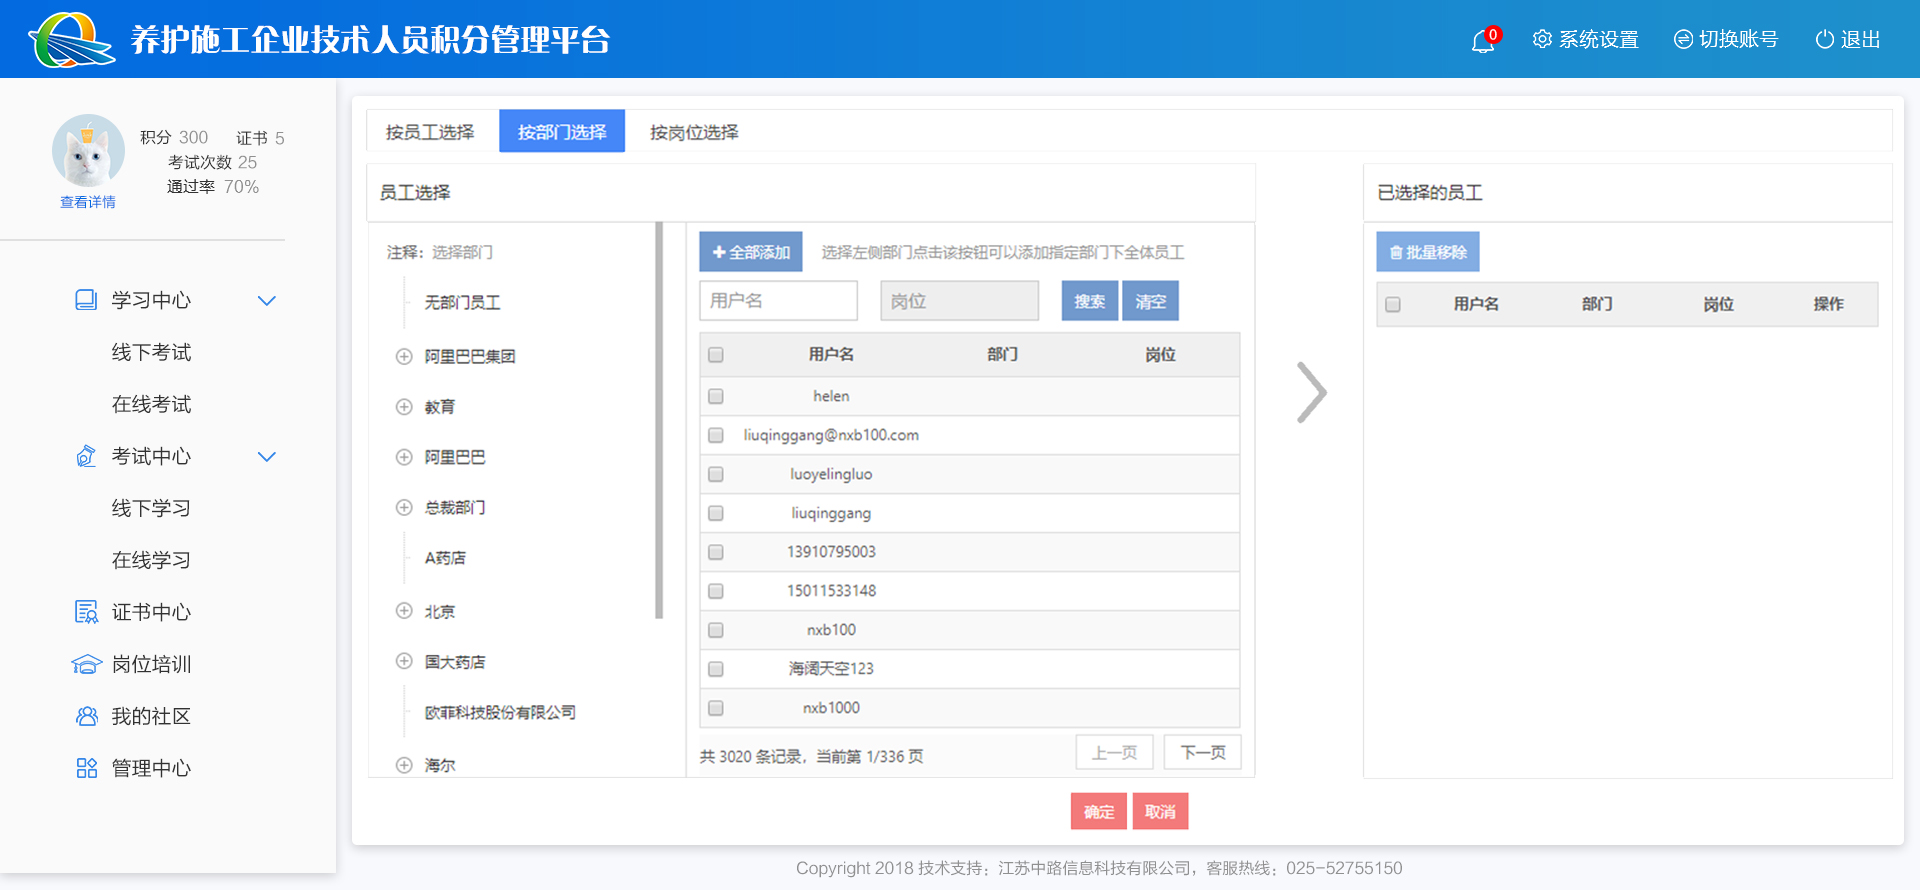 养护施工企业技术人员积分管理平台
0
系统设置
切换账号
退出
积分 300 证书 5
考试次数 25
通过率 70%
查看详情
学习中心
线下考试
在线考试
考试中心
线下学习
在线学习
证书中心
岗位培训
我的社区
管理中心
按员工选择 按部门选择 按岗位选择
员工选择
注释：选择部门
无部门员工
阿里巴巴集团
教育
阿里巴巴
总裁部门
A药店
北京
国大药店
欧菲科技股份有限公司
海尔
全部添加 选择左侧部门点击该按钮可以添加指定部门下全体员工
用户名 岗位 搜索 清空
用户名 部门 岗位
helen
liuqinggang@nxb100.com
luoyelingluo
liuqinggang
13910795003
15011533148
nxb100
海阔天空123
nxb1000
共 3020 条记录，当前第 1/336 页 上一页 下一页
已选择的员工
批量移除
用户名 部门 岗位 操作
确定 取消
Copyright 2018 技术支持：江苏中路信息科技有限公司，客服热线：025-52755150